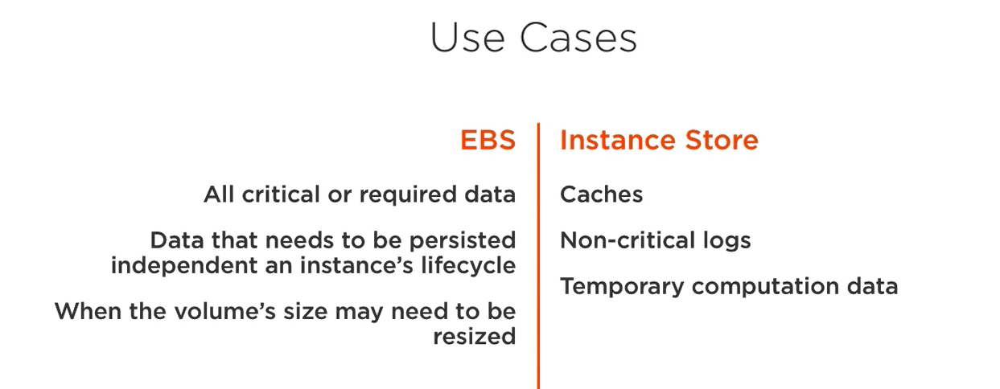 Use Cases
EBS
All critical or required data
Data that needs to be persisted
independent an instance’s lifecycle
When the volume’s size may need to be
resized
Instance Store
Caches
Non-critical logs
Temporary computation data